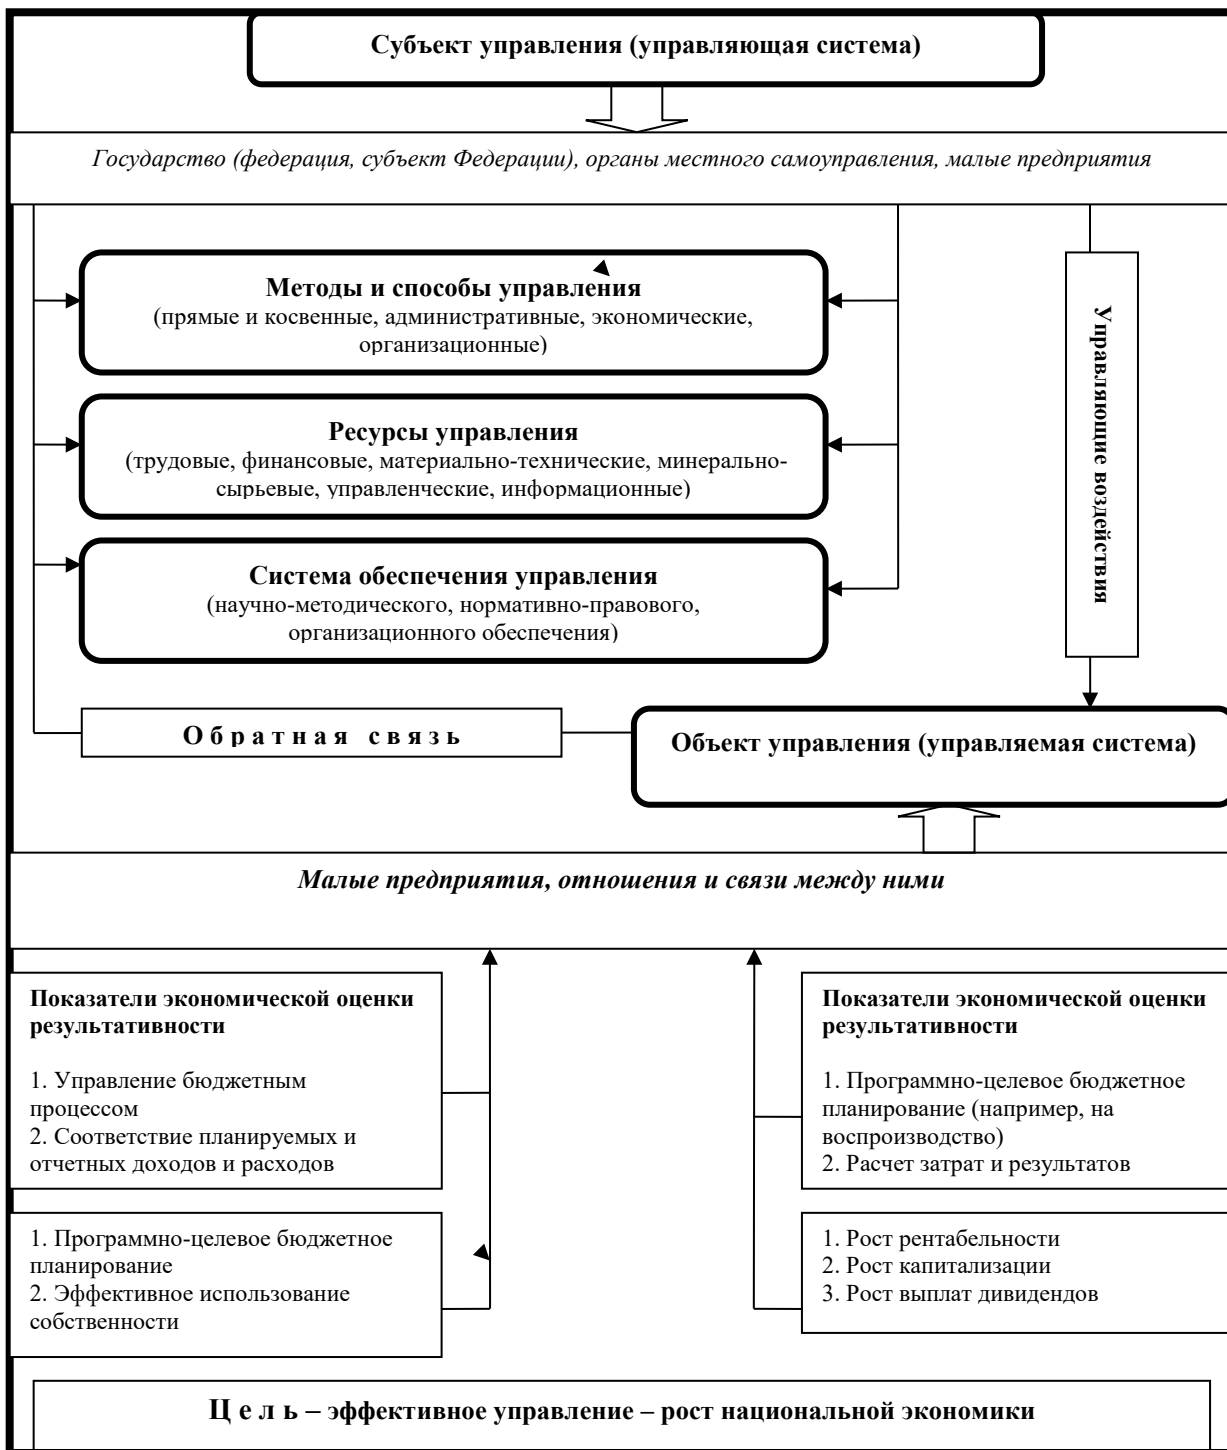 Субъект управления (управляющая система)
Государство (федерация, субъект Федерации), органы местного самоуправления, малые предприятия
Методы и способы управления
(прямые и косвенные, административные, экономические,
организационные)
Ресурсы управления
(трудовые, финансовые, материально-технические, минерально-
сырьевые, управленческие, информационные)
Система обеспечения управления
(научно-методического, нормативно-правового,
организационного обеспечения)
Управляющие воздействия
О б р а т н а я с в я з ь
Объект управления (управляемая система)
Малые предприятия, отношения и связи между ними
Показатели экономической оценки
результативности
1. Управление бюджетным
процессом
2. Соответствие планируемых и
отчетных доходов и расходов
Показатели экономической оценки
результативности
1. Программно-целевое бюджетное
планирование (например, на
воспроизводство)
2. Расчет затрат и результатов
1. Программно-целевое бюджетное
планирование
2. Эффективное использование
собственности
1. Рост рентабельности
2. Рост капитализации
3. Рост выплат дивидендов
Ц е л ь – эффективное управление – рост национальной экономики